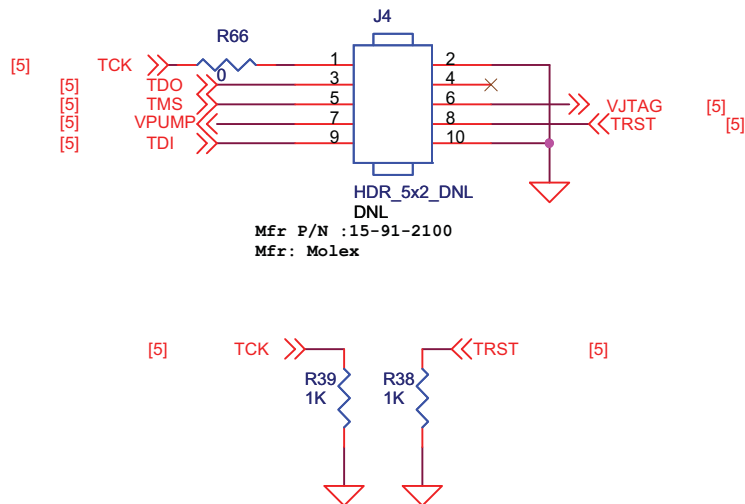 J4
R66
[5] TCK 1 2
0
[5] TDO 3 4
[5] TMS 5 6 VJTAG [5]
[5] VPUMP 7 8 TRST [5]
[5] TDI 9 10
HDR_5x2_DNL
DNL
Mfr P/N :15-91-2100
Mfr: Molex
[5] TCK TRST [5]
R39 R38
1K 1K